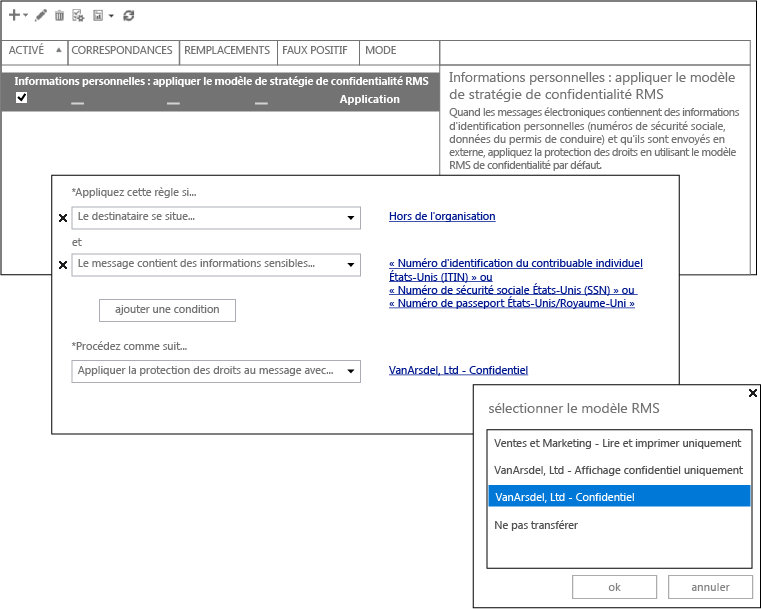 ACTIVÉ
CORRESPONDANCES
REMPLACEMENTS
FAUX POSITIF
MODE
Informations personnelles : appliquer le modèle de stratégie de confidentialité RMS
Application
Informations personnelles : appliquer le modèle
de stratégie de confidentialité RMS
Quand les messages électroniques contiennent des informations
d'identification personnelles (numéros de sécurité sociale,
données du permis de conduire) et qu'ils sont envoyés en
externe, appliquez la protection des droits en utilisant le modèle
RMS de confidentialité par défaut.
*Appliquez cette règle si...
Le destinataire se situe...
Hors de l'organisation
et
Le message contient des informations sensibles...
« Numéro d'identification du contribuable individuel
États-Unis (ITIN) » ou
« Numéro de sécurité sociale États-Unis (SSN) » ou
« Numéro de passeport États-Unis/Royaume-Uni »
ajouter une condition
*Procédez comme suit...
Appliquer la protection des droits au message avec...
VanArsdel, Ltd - Confidentiel
sélectionner le modèle RMS
Ventes et Marketing - Lire et imprimer uniquement
VanArsdel, Ltd - Affichage confidentiel uniquement
VanArsdel, Ltd - Confidentiel
Ne pas transférer
ok
annuler